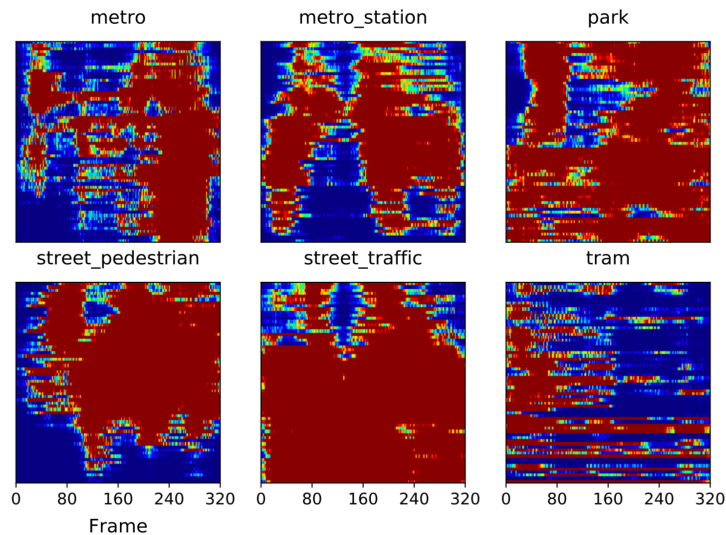 metro metro_station park
street_pedestrian street_traffic tram
0 80 160 240 320 0 80 160 240 320 0 80 160 240 320
Frame